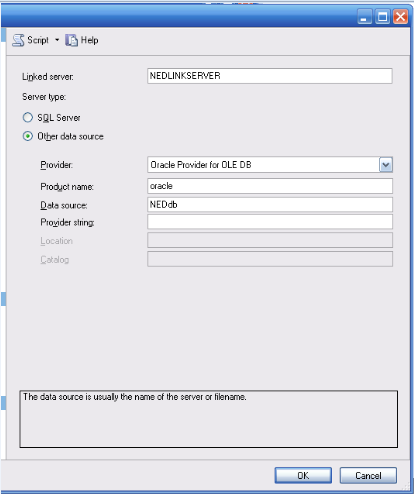 Script Help
Linked server: NEDLINKSERVER
Server type:
SQL Server
Other data source
Provider: Oracle Provider for OLE DB
Product name: oracle
Data source: NEDdb
Provider string:
Location
Catalog
The data source is usually the name of the server or filename.
OK Cancel